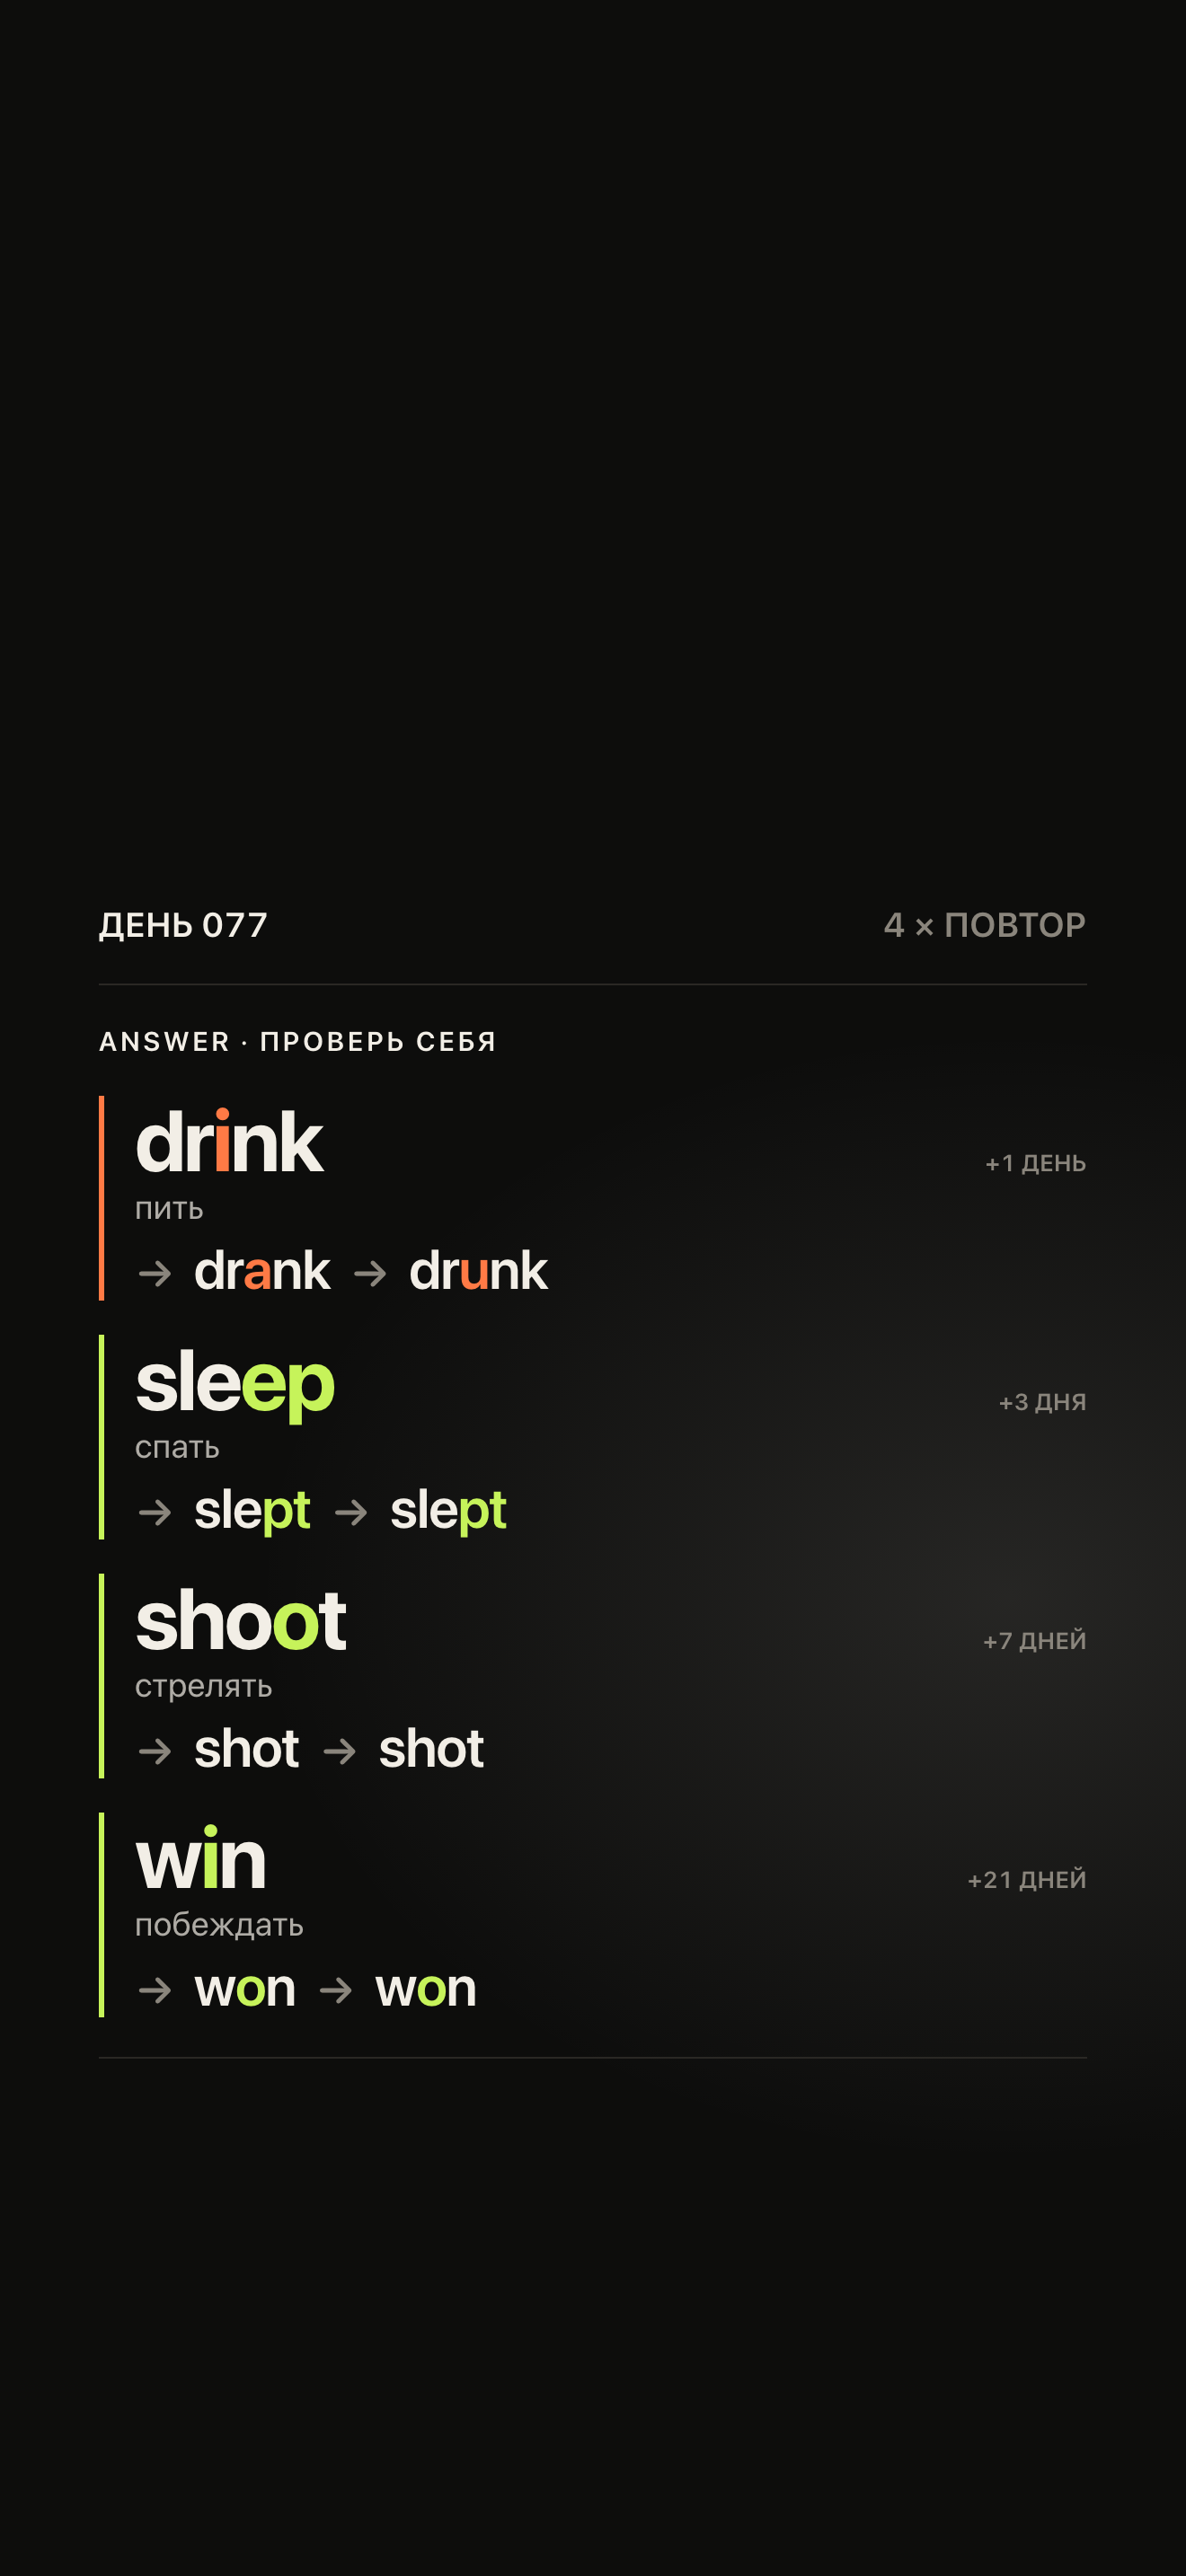 ДЕНЬ 077 4 × ПОВТОР
ANSWER · ПРОВЕРЬ СЕБЯ
drink
+1 ДЕНЬ
пить
→ drank → drunk
sleep
+3 ДНЯ
спать
→ slept → slept
shoot
+7 ДНЕЙ
стрелять
→ shot → shot
win
+21 ДНЕЙ
побеждать
→ won → won